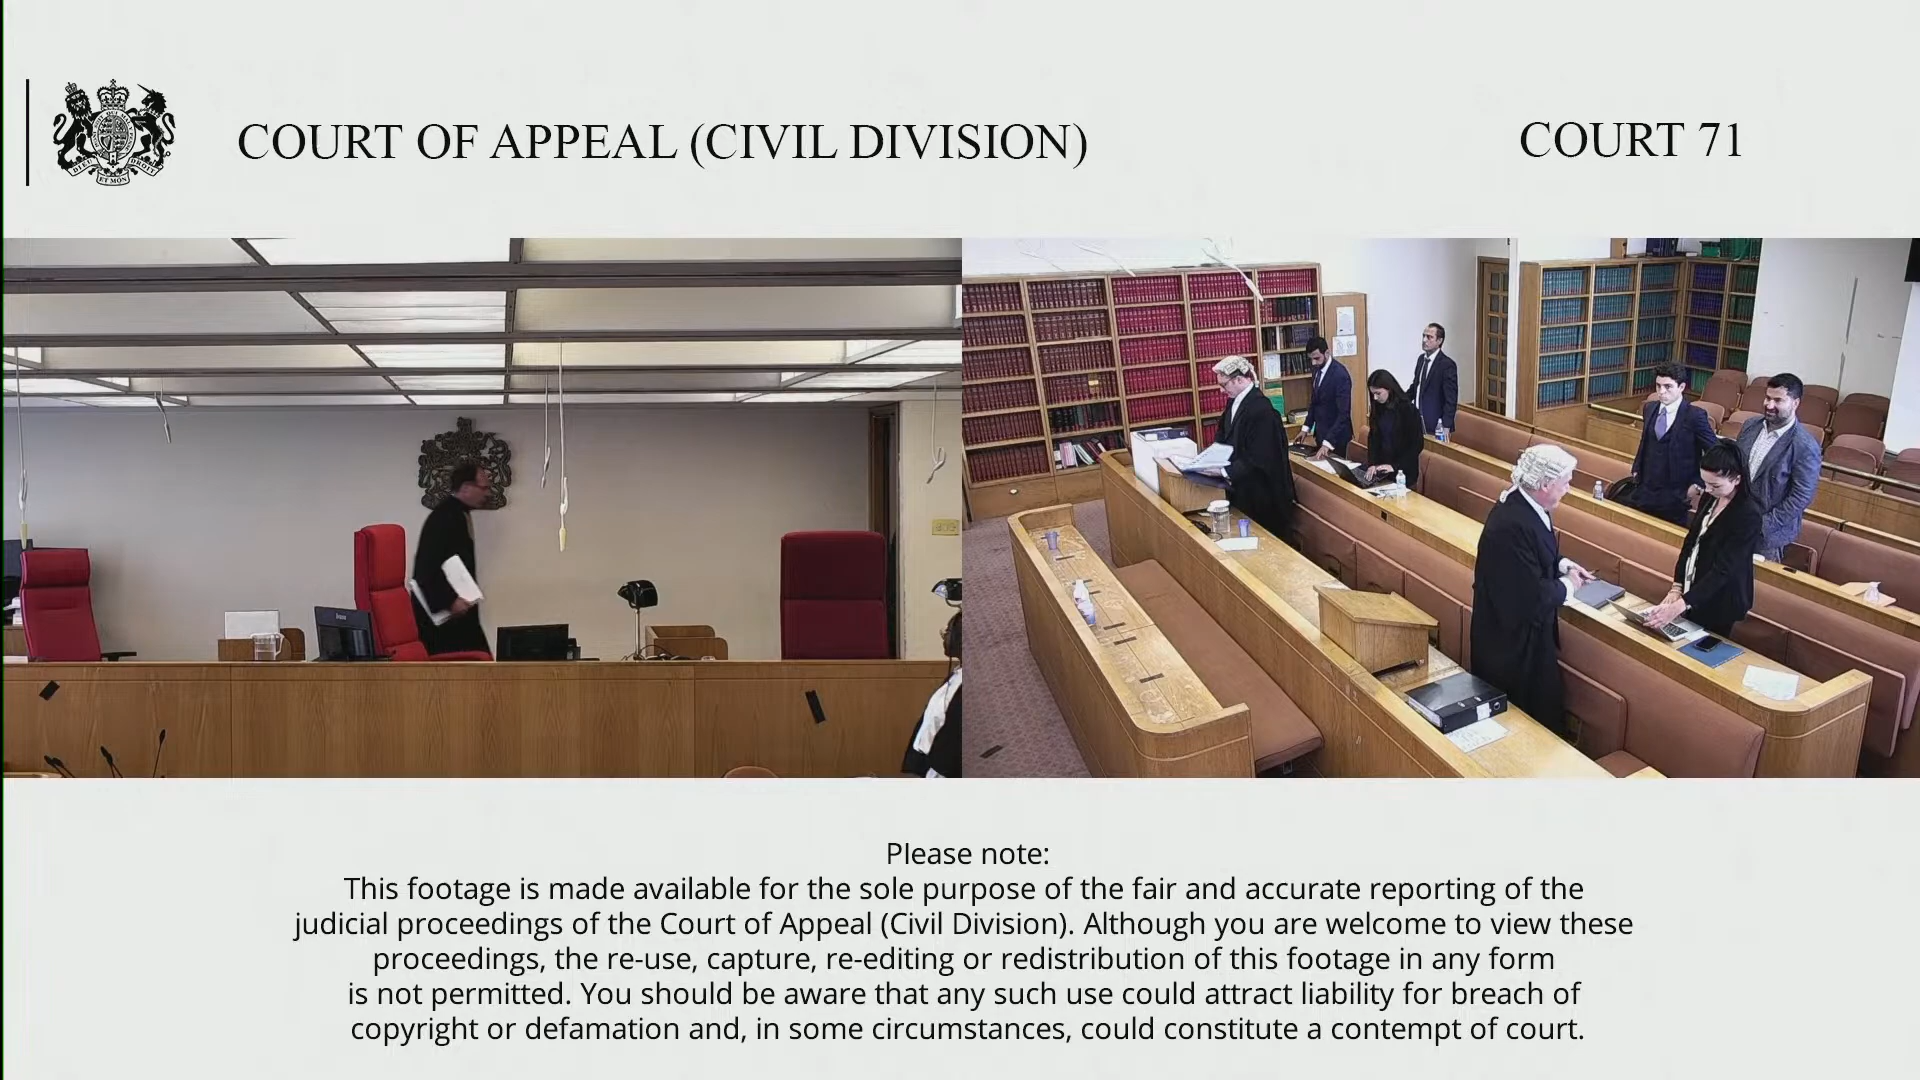 COURT OF APPEAL (CIVIL DIVISION)
COURT 71
Please note:
This footage is made available for the sole purpose of the fair and accurate reporting of the
judicial proceedings of the Court of Appeal (Civil Division). Although you are welcome to view these
proceedings, the re-use, capture, re-editing or redistribution of this footage in any form
is not permitted. You should be aware that any such use could attract liability for breach of
copyright or defamation and, in some circumstances, could constitute a contempt of court.